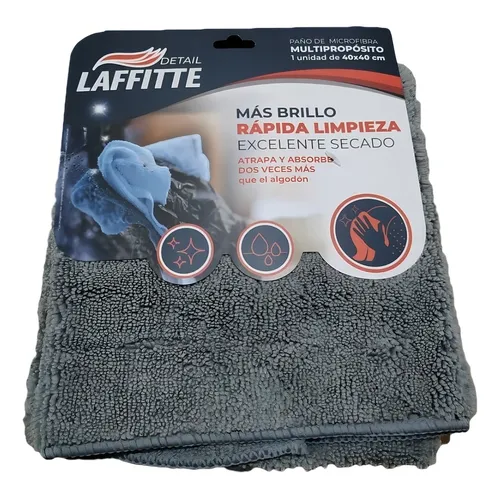 DETAIL
LAFFITTE
PAÑO DE MICROFIBRA
MULTIPROPÓSITO
1 unidad de 40x40 cm
MÁS BRILLO
RÁPIDA LIMPIEZA
EXCELENTE SECADO
ATRAPA Y ABSORBE
DOS VECES MÁS
que el algodón